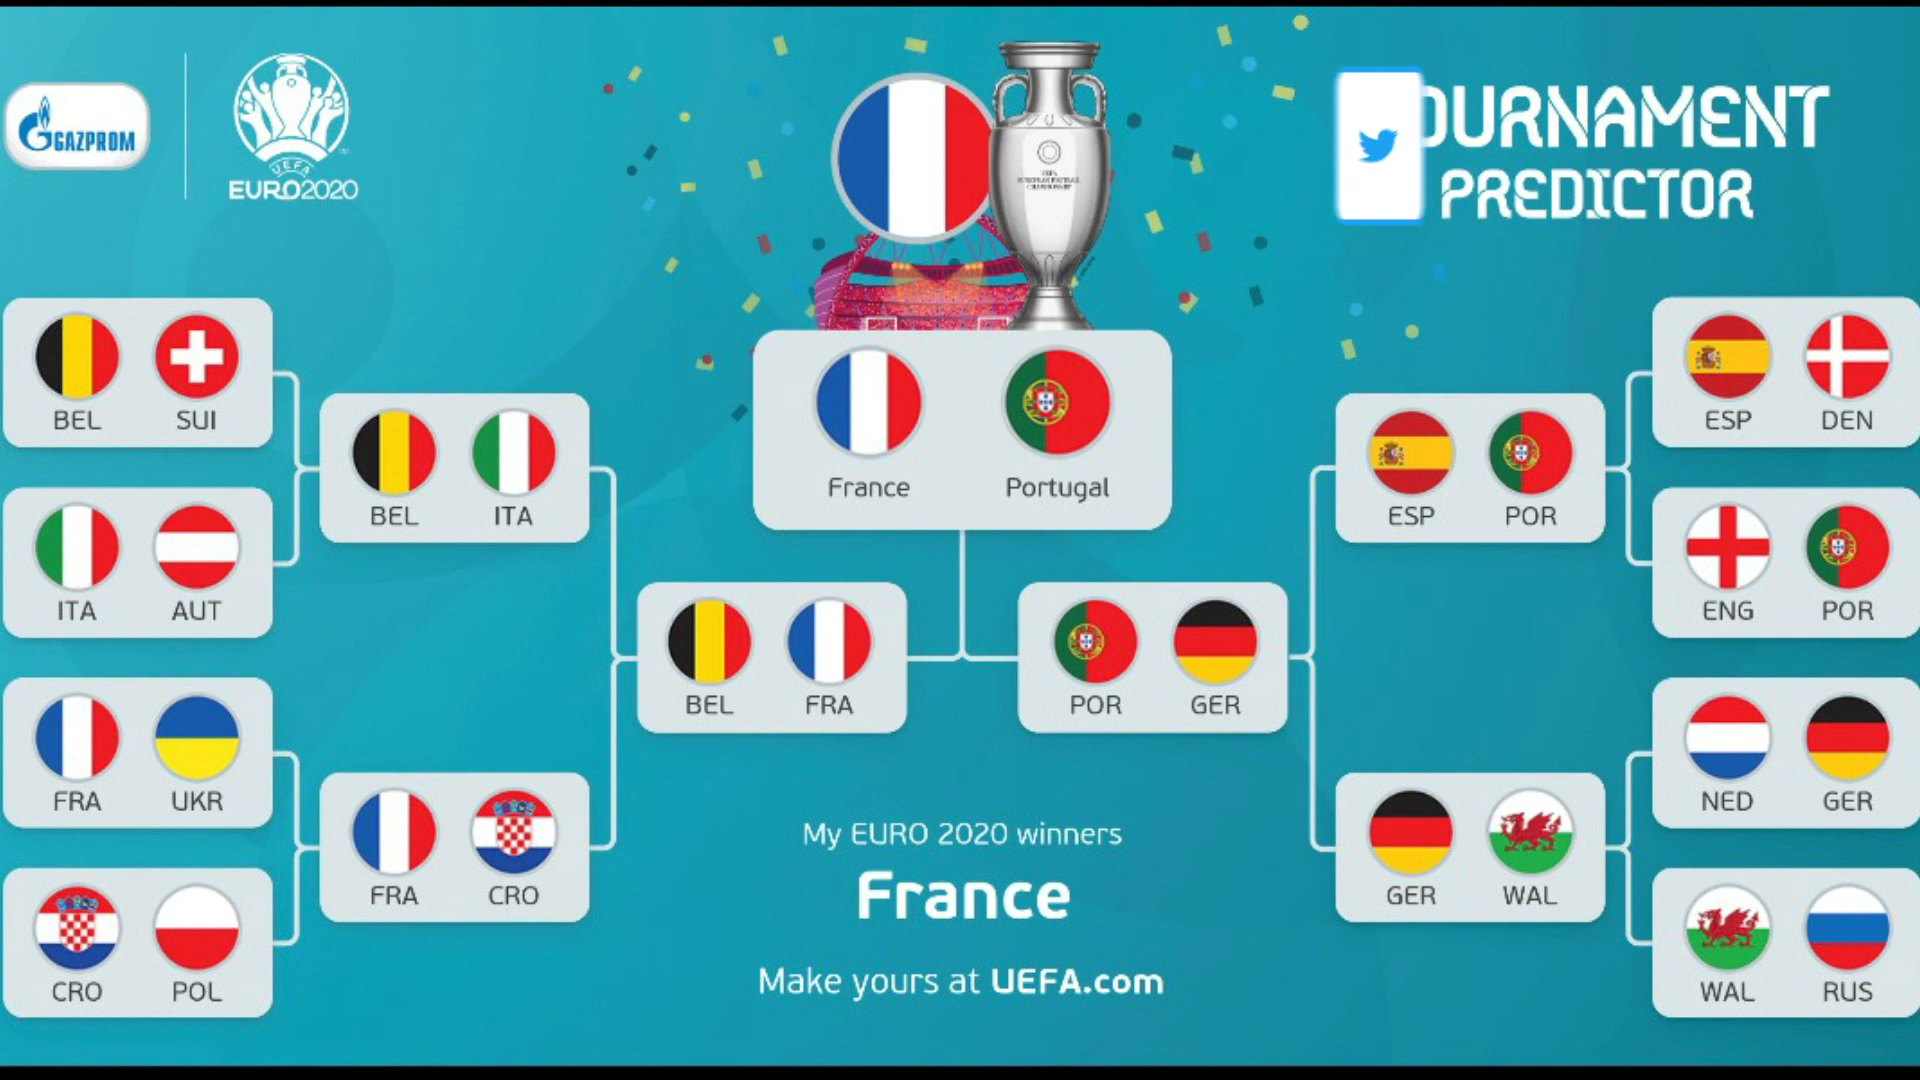 GAZPROM
UEFA
EURO2020
OURNAMENT
PREDICTOR
BEL SUI
ITA AUT
FRA UKR
CRO POL
BEL ITA
FRA CRO
BEL FRA
France Portugal
POR GER
ESP POR
GER WAL
ESP DEN
ENG POR
NED GER
WAL RUS
My EURO 2020 winners
France
Make yours at UEFA.com